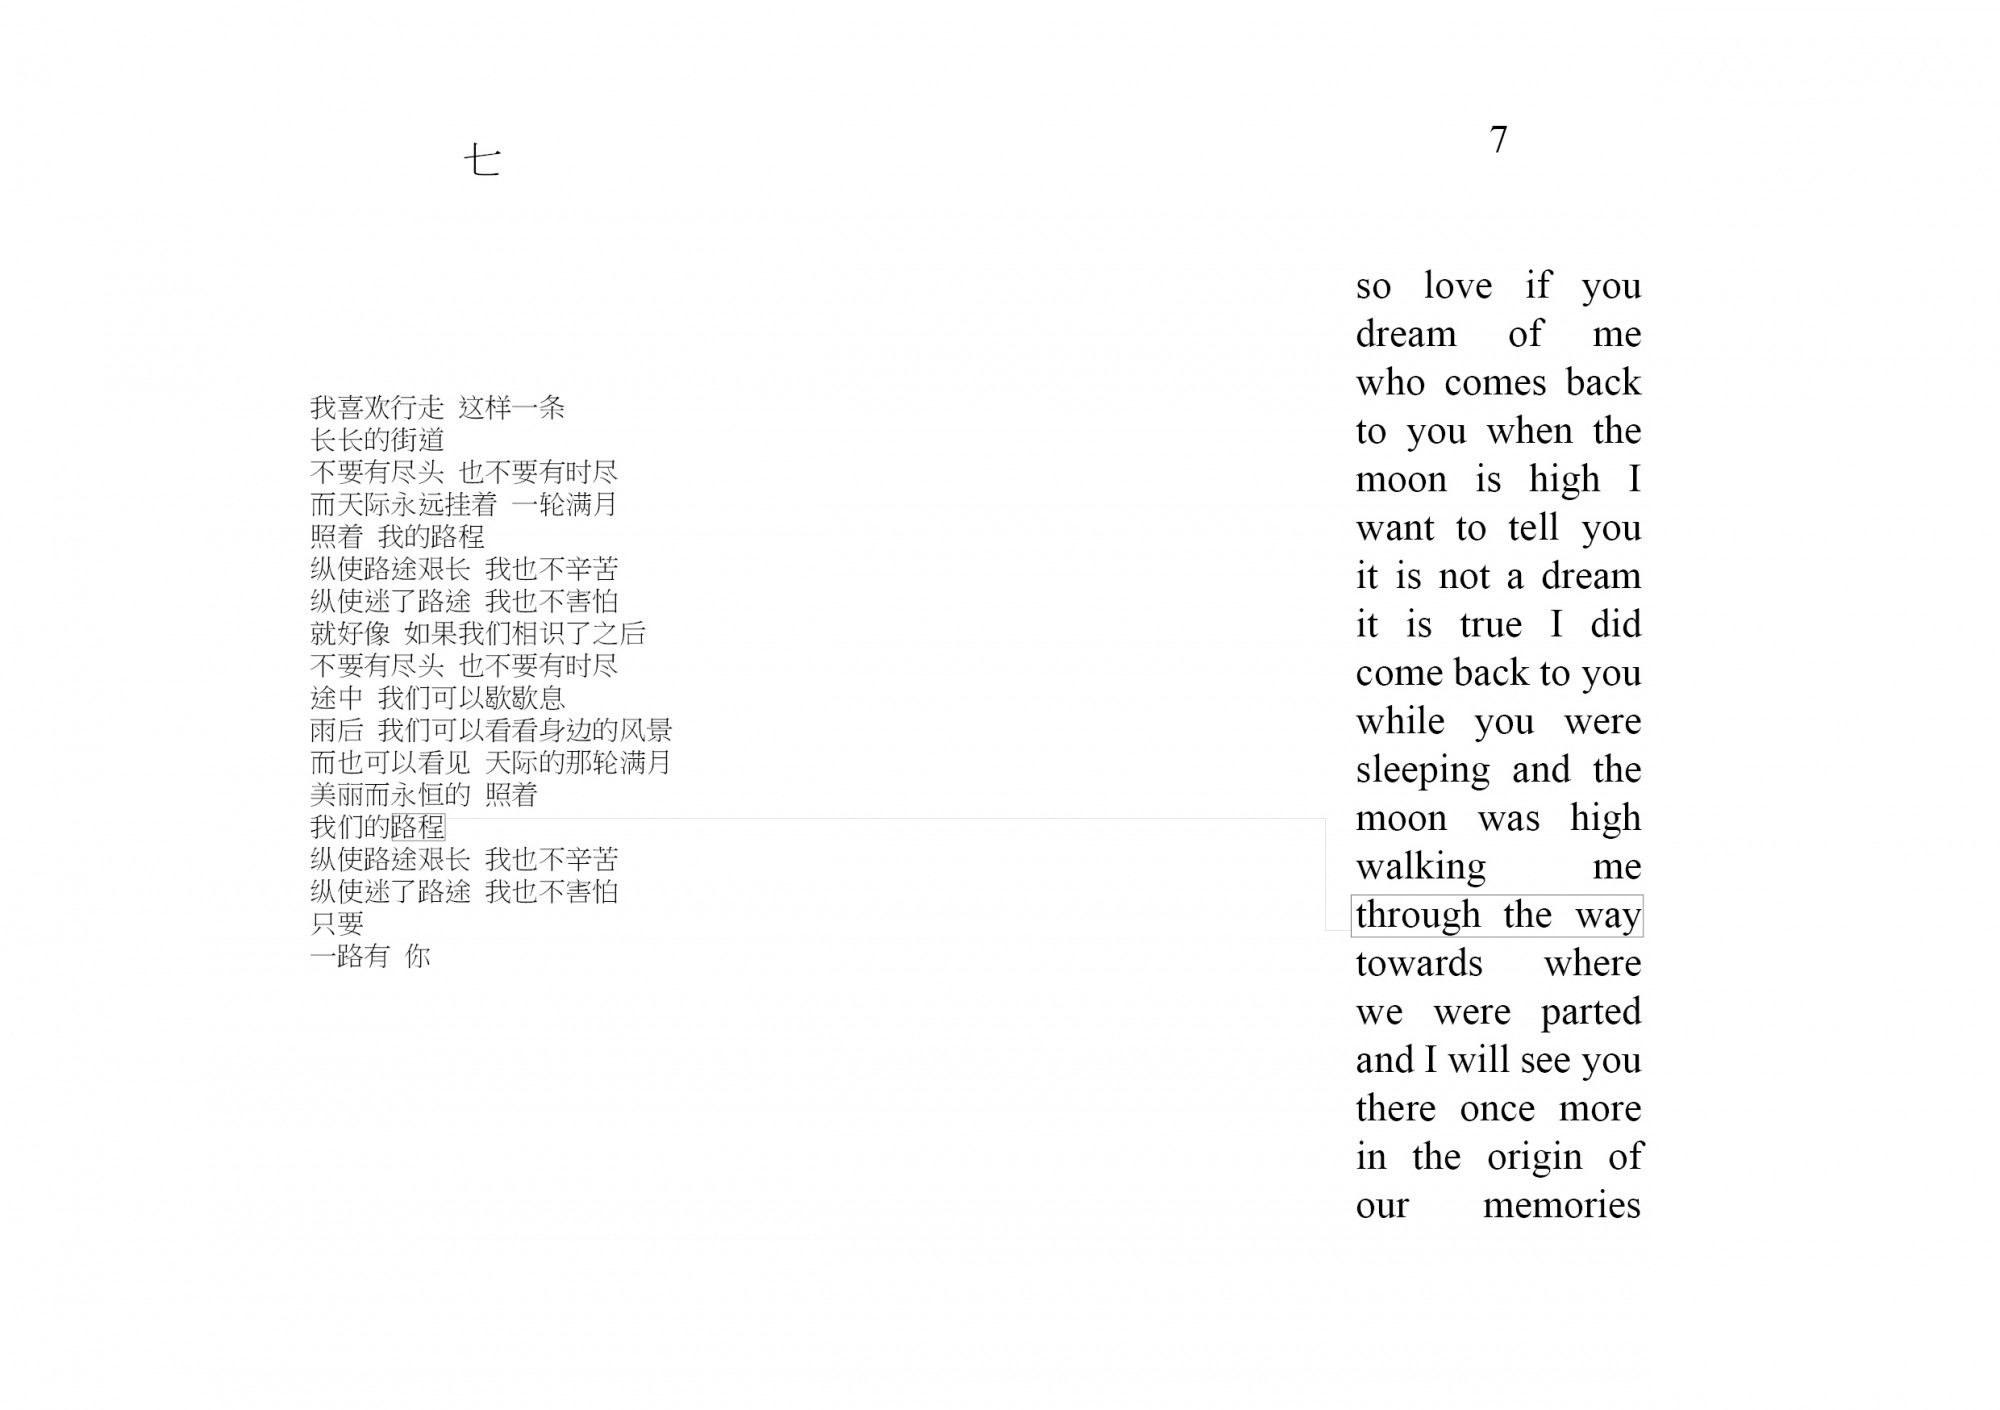 七
我喜欢行走 这样一条
长长的街道
不要有尽头 也不要有时尽
而天际永远挂着 一轮满月
照着 我的路程
纵使路途艰长 我也不辛苦
纵使迷了路途 我也不害怕
就好像 如果我们相识了之后
不要有尽头 也不要有时尽
途中 我们可以歇歇息
雨后 我们可以看看身边的风景
而也可以看见 天际的那轮满月
美丽而永恒的 照着
我们的路程
纵使路途艰长 我也不辛苦
纵使迷了路途 我也不害怕
只要
一路有 你
7
so love if you
dream of me
who comes back
to you when the
moon is high I
want to tell you
it is not a dream
it is true I did
come back to you
while you were
sleeping and the
moon was high
walking me
through the way
towards where
we were parted
and I will see you
there once more
in the origin of
our memories